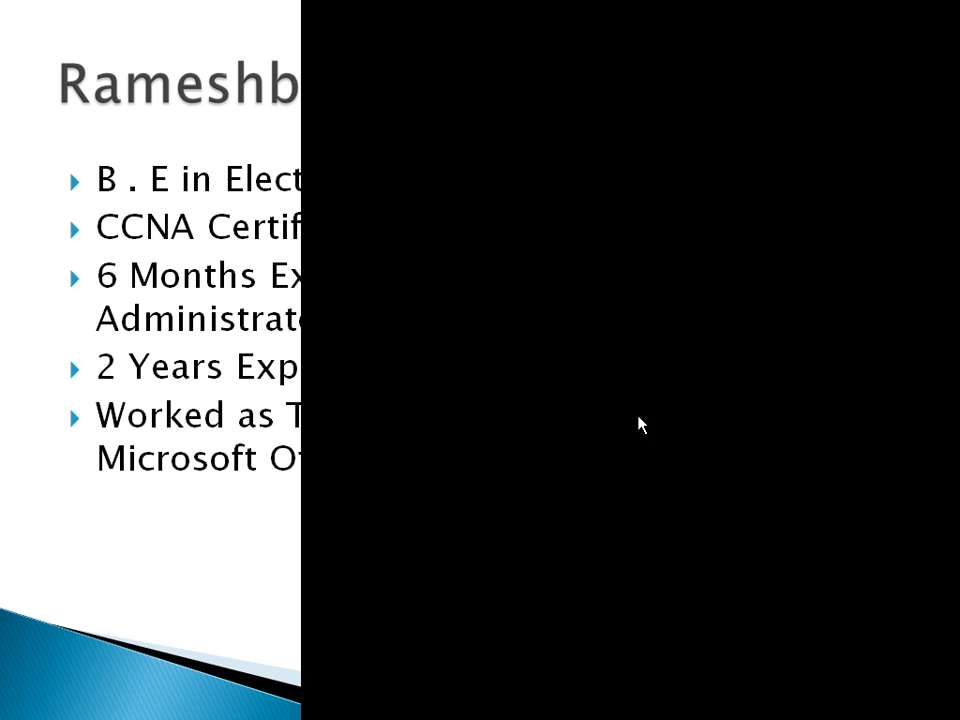 Rameshb
B . E in Elect
CCNA Certif
6 Months Ex
Administrat
2 Years Exp
Worked as T
Microsoft O